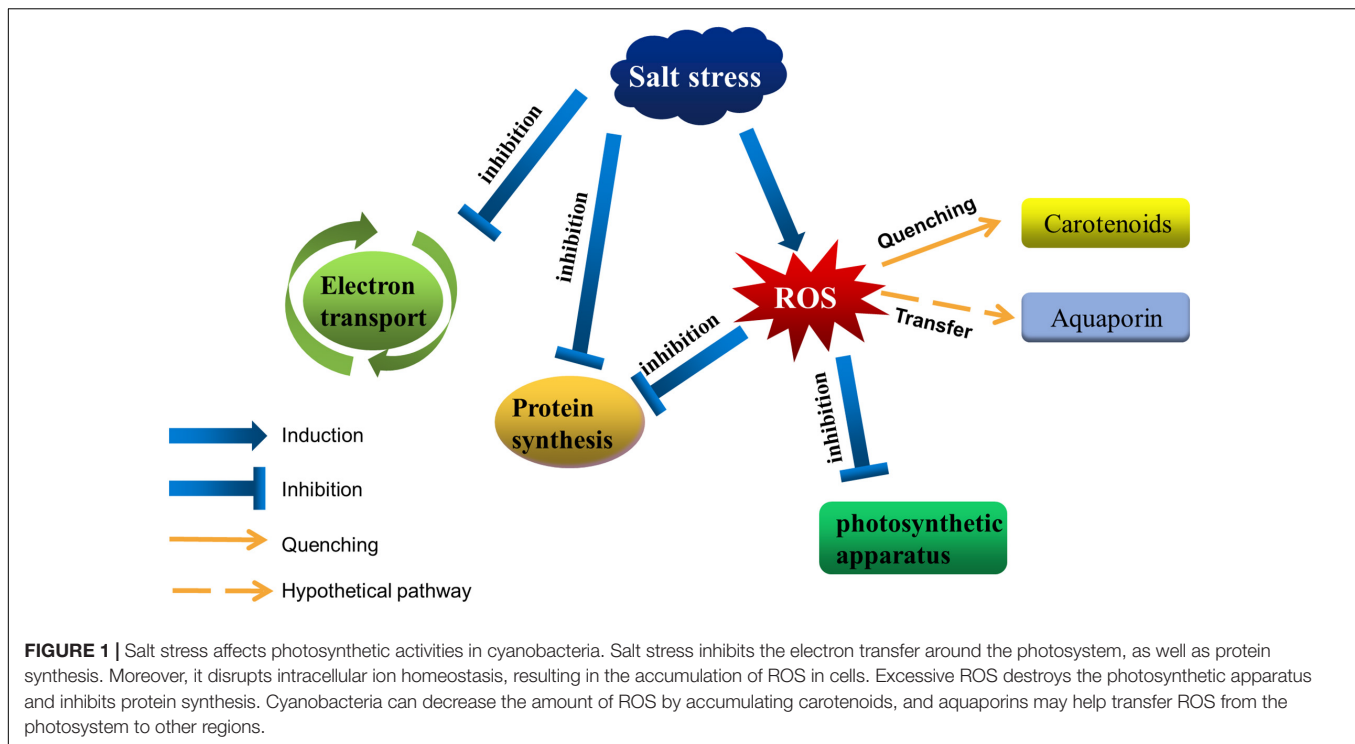 Salt stress
inhibition
inhibition
Quenching
Carotenoids
Electron
transport
ROS
Transfer
Aquaporin
inhibition
inhibition
Protein
synthesis
photosynthetic
apparatus
Induction
Inhibition
Quenching
Hypothetical pathway
FIGURE 1 | Salt stress affects photosynthetic activities in cyanobacteria. Salt stress inhibits the electron transfer around the photosystem, as well as protein
synthesis. Moreover, it disrupts intracellular ion homeostasis, resulting in the accumulation of ROS in cells. Excessive ROS destroys the photosynthetic apparatus
and inhibits protein synthesis. Cyanobacteria can decrease the amount of ROS by accumulating carotenoids, and aquaporins may help transfer ROS from the
photosystem to other regions.